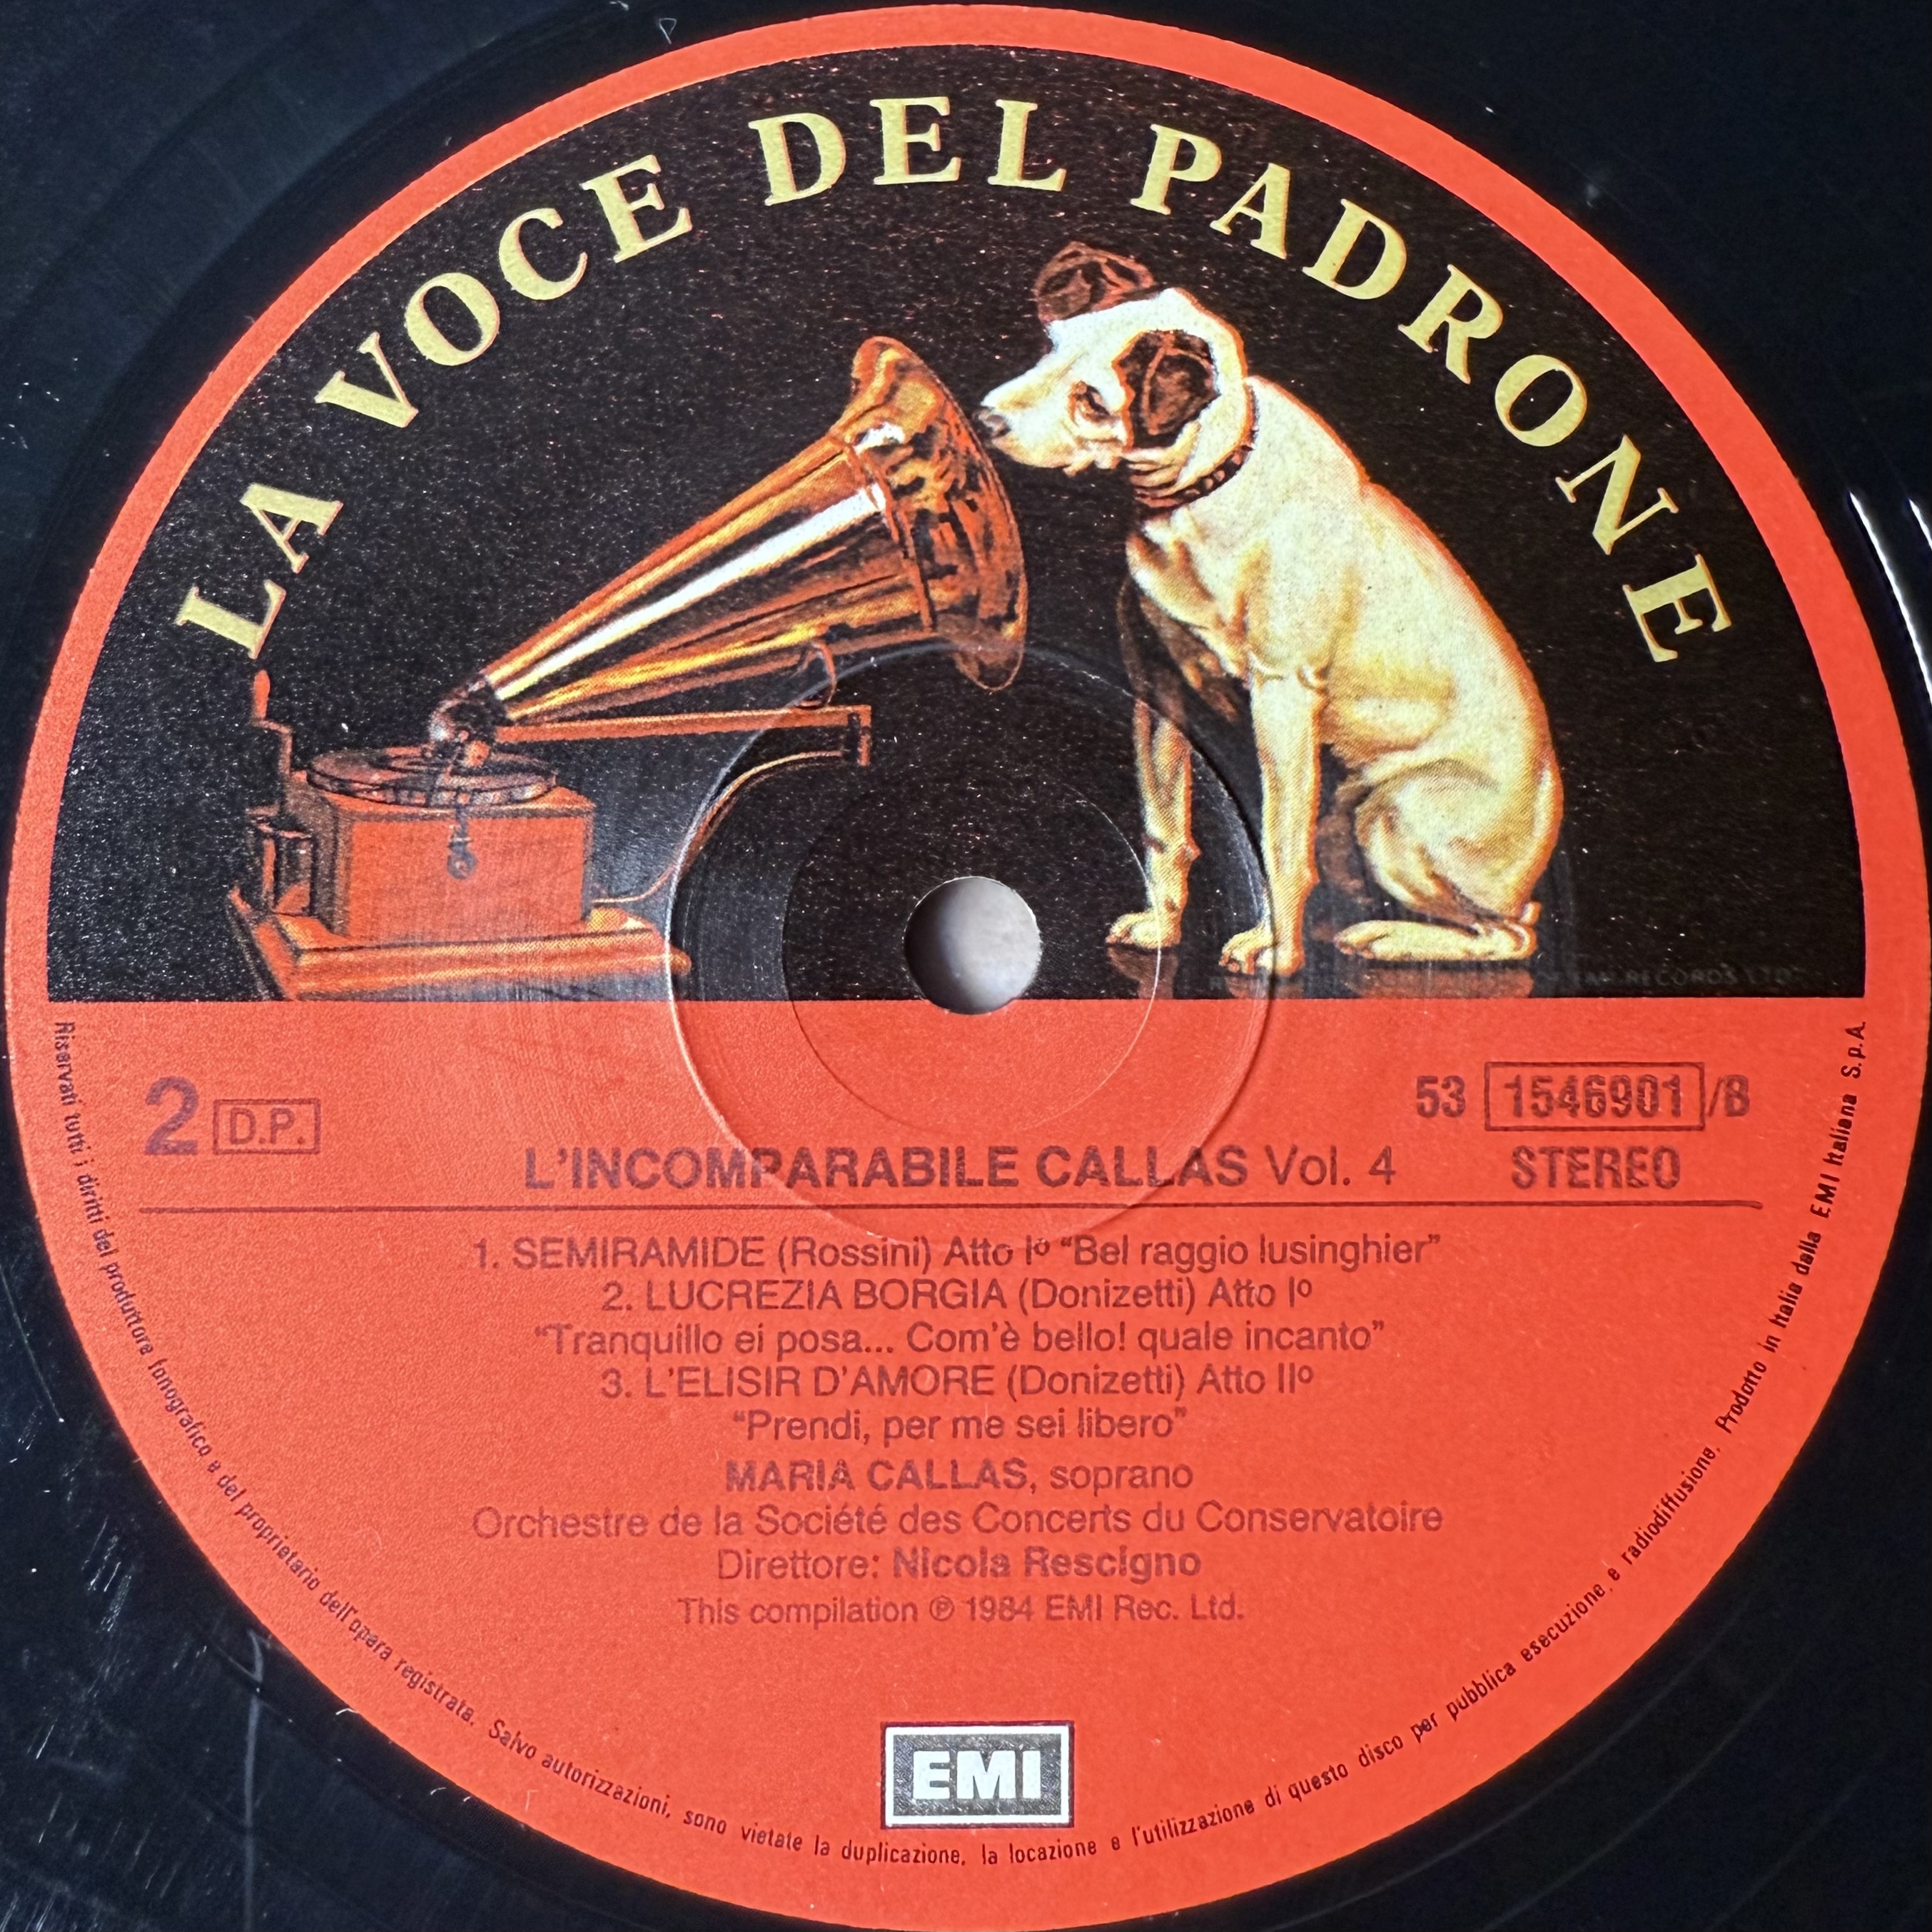 LA VOCE DEL PADRONE
RECORDS LTD
2 D.P.
53 1546901 /B
L'INCOMPARABILE CALLAS Vol. 4
STEREO
1. SEMIRAMIDE (Rossini) Atto Iº “Bel raggio lusinghier”
2. LUCREZIA BORGIA (Donizetti) Atto Iº
“Tranquillo ei posa... Com'è bello! quale incanto”
3. L'ELISIR D'AMORE (Donizetti) Atto IIº
“Prendi, per me sei libero”
MARIA CALLAS, soprano
Orchestre de la Société des Concerts du Conservatoire
Direttore: Nicola Rescigno
This compilation ℗ 1984 EMI Rec. Ltd.
EMI
Riservati tutti i diritti del produttore fonografico e del proprietario dell'opera registrata. Salvo autorizzazioni, sono vietate la duplicazione, la locazione e l'utilizzazione di questo disco per pubblica esecuzione e radiodiffusione. Prodotto in Italia dalla EMI Italiana S.p.A.